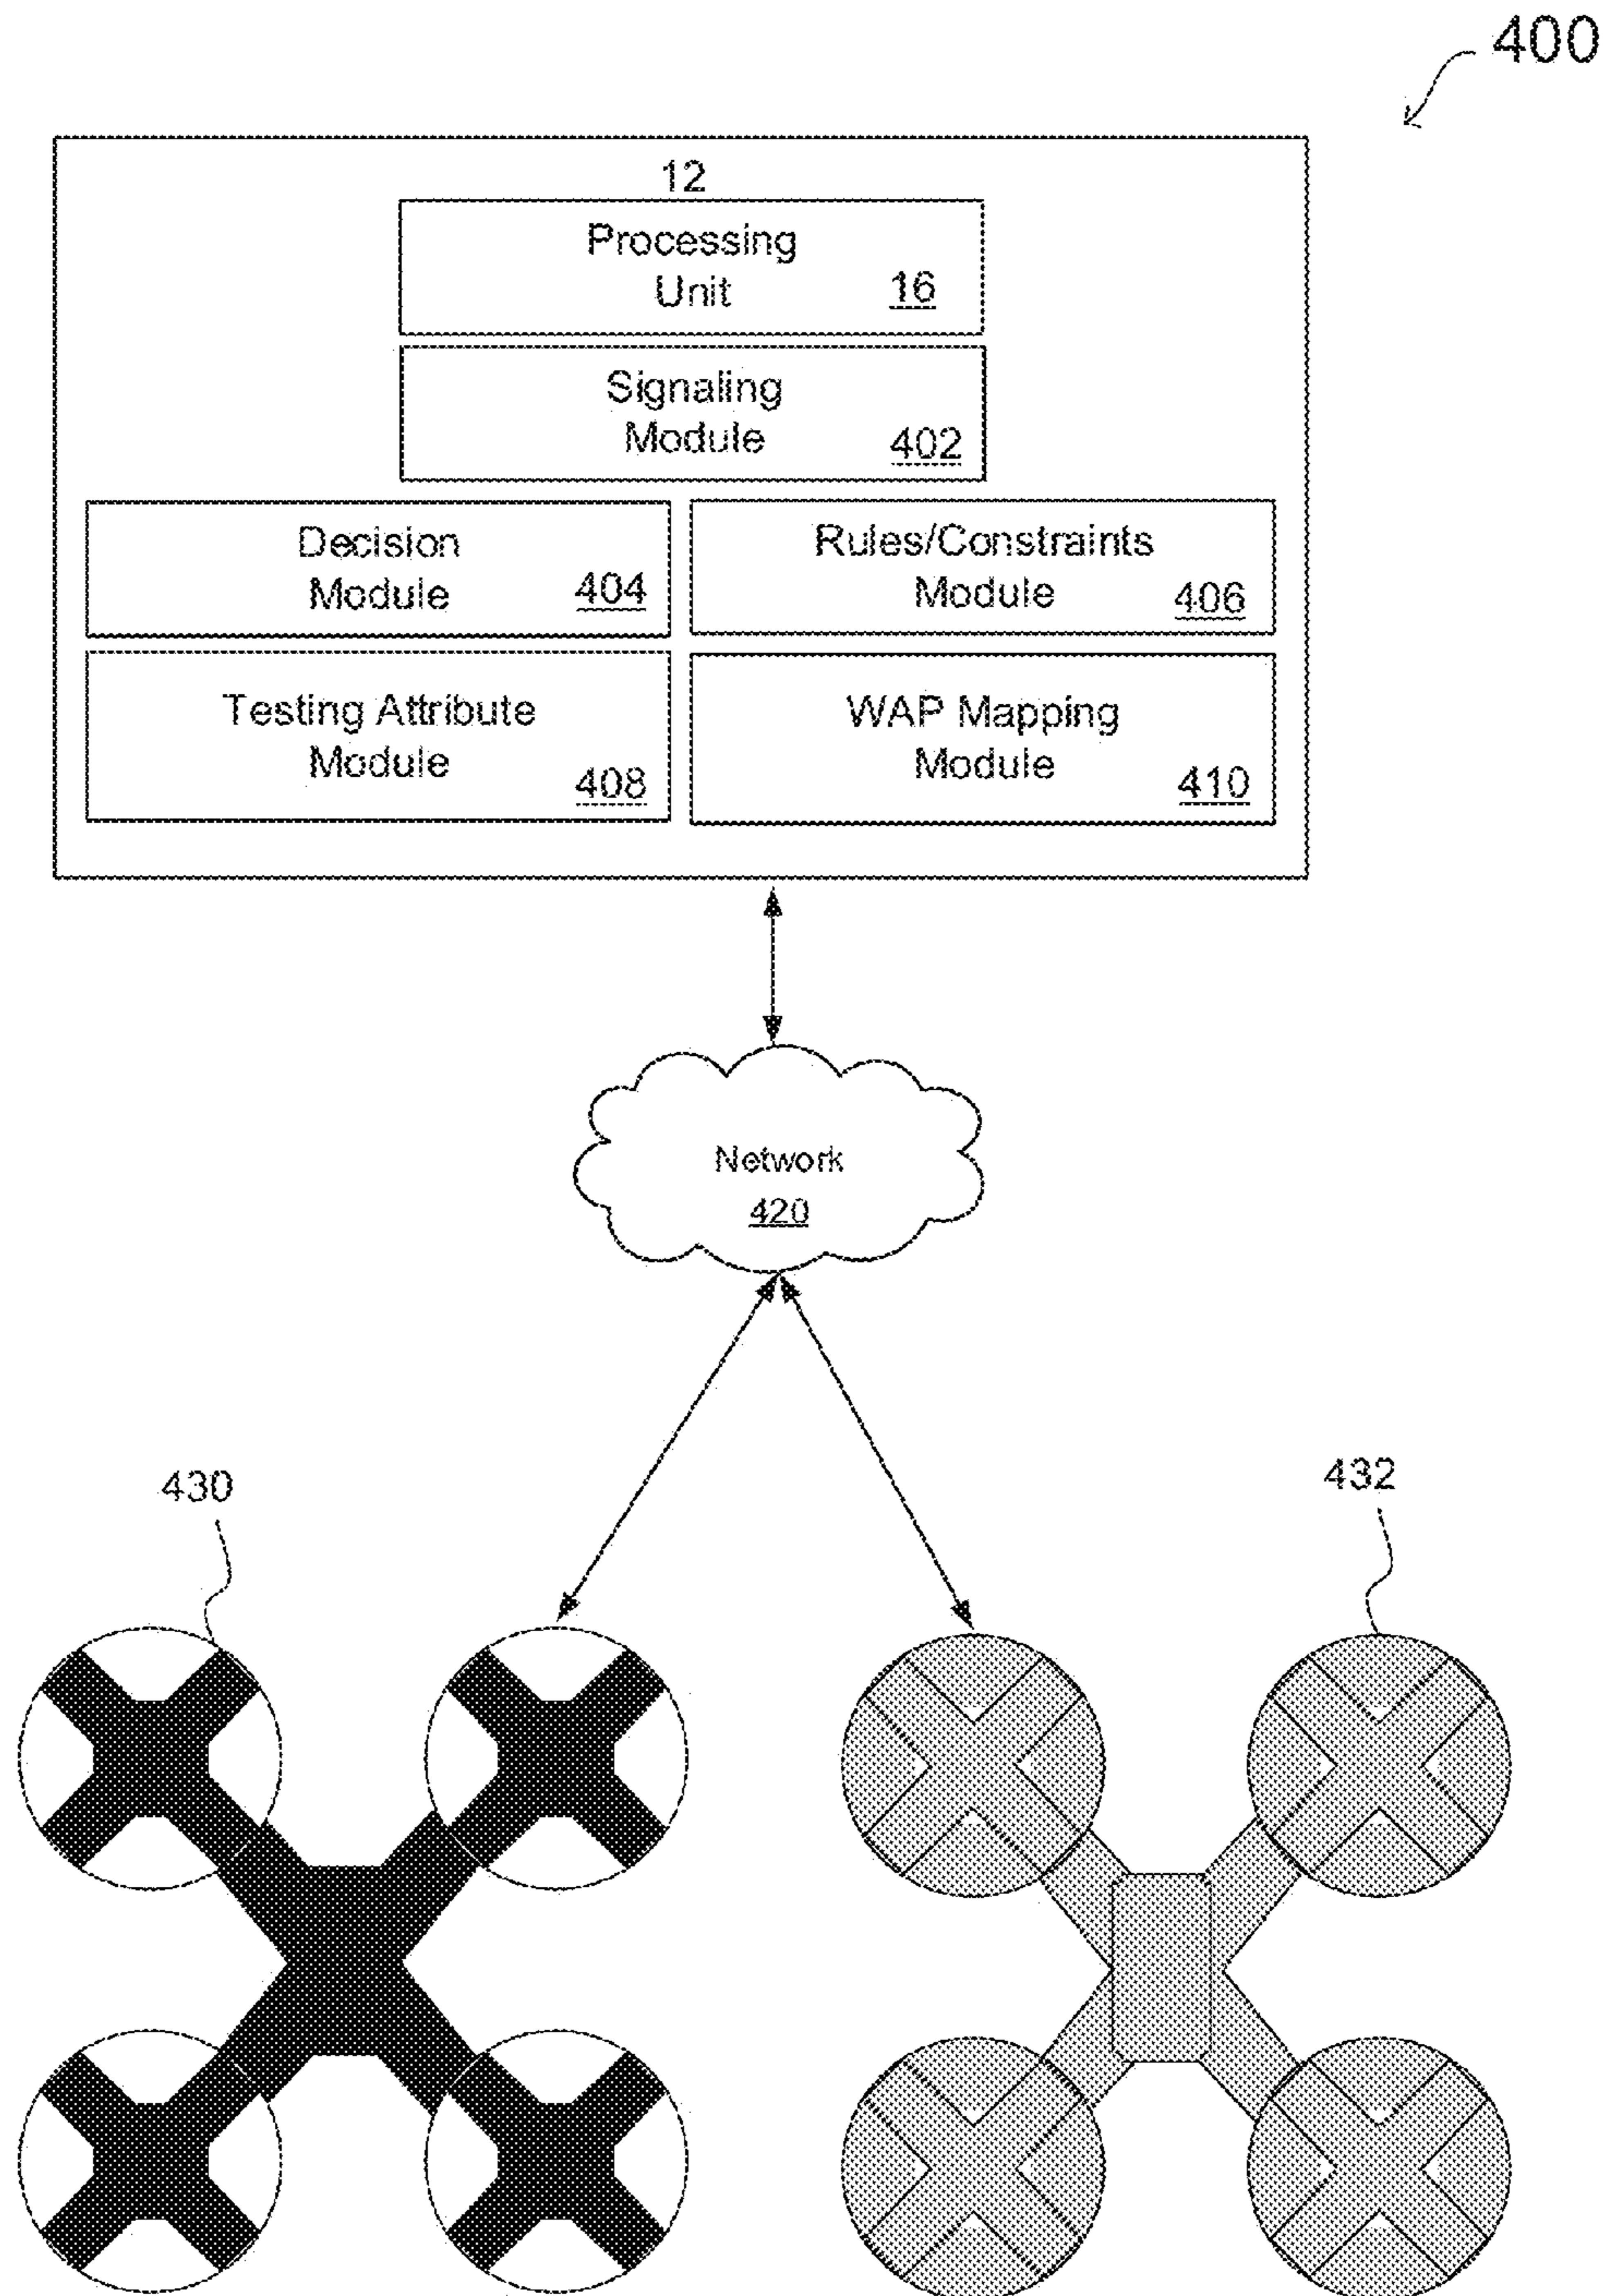 400
12
Processing
Unit 16
Signaling
Module 402
Decision
Module 404
Rules/Constraints
Module 406
Testing Attribute
Module 408
WAP Mapping
Module 410
Network
420
430
432